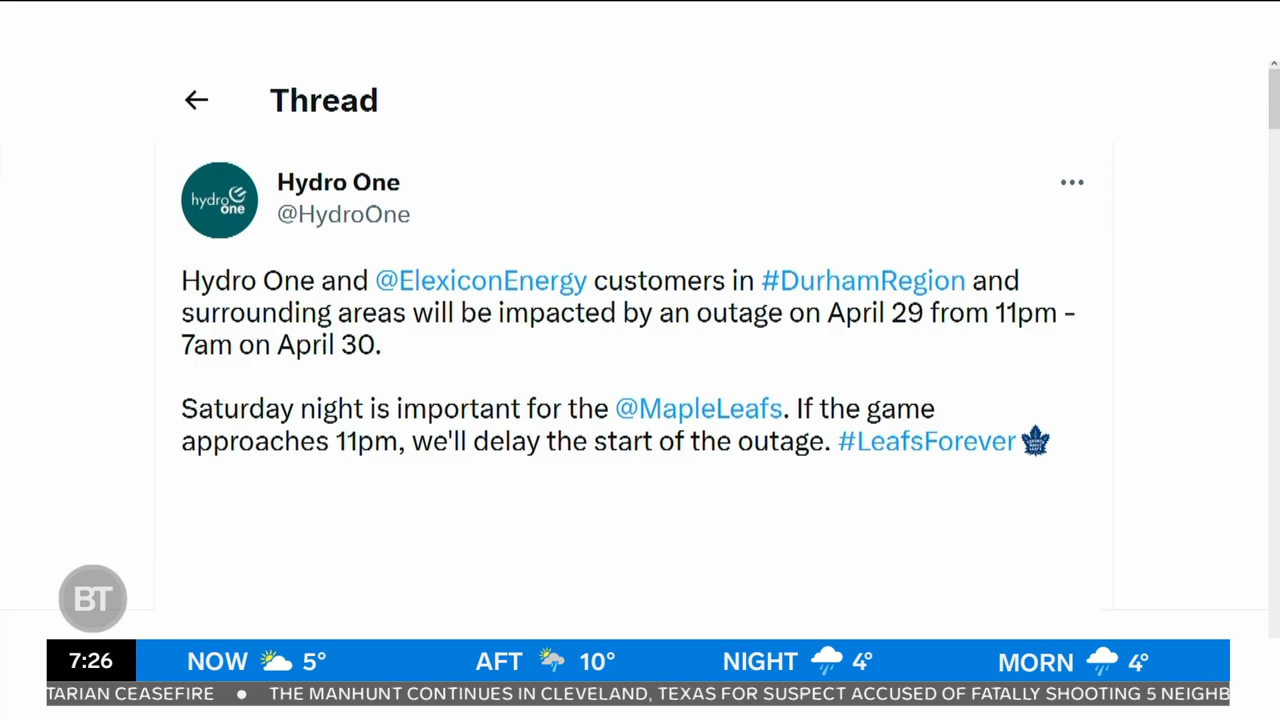 Thread
hydro
one
Hydro One
@HydroOne
Hydro One and @ElexiconEnergy customers in #DurhamRegion and
surrounding areas will be impacted by an outage on April 29 from 11pm -
7am on April 30.
Saturday night is important for the @MapleLeafs. If the game
approaches 11pm, we'll delay the start of the outage. #LeafsForever
BT
7:26 NOW 5° AFT 10° NIGHT 4° MORN 4°
TARIAN CEASEFIRE • THE MANHUNT CONTINUES IN CLEVELAND, TEXAS FOR SUSPECT ACCUSED OF FATALLY SHOOTING 5 NEIGHB